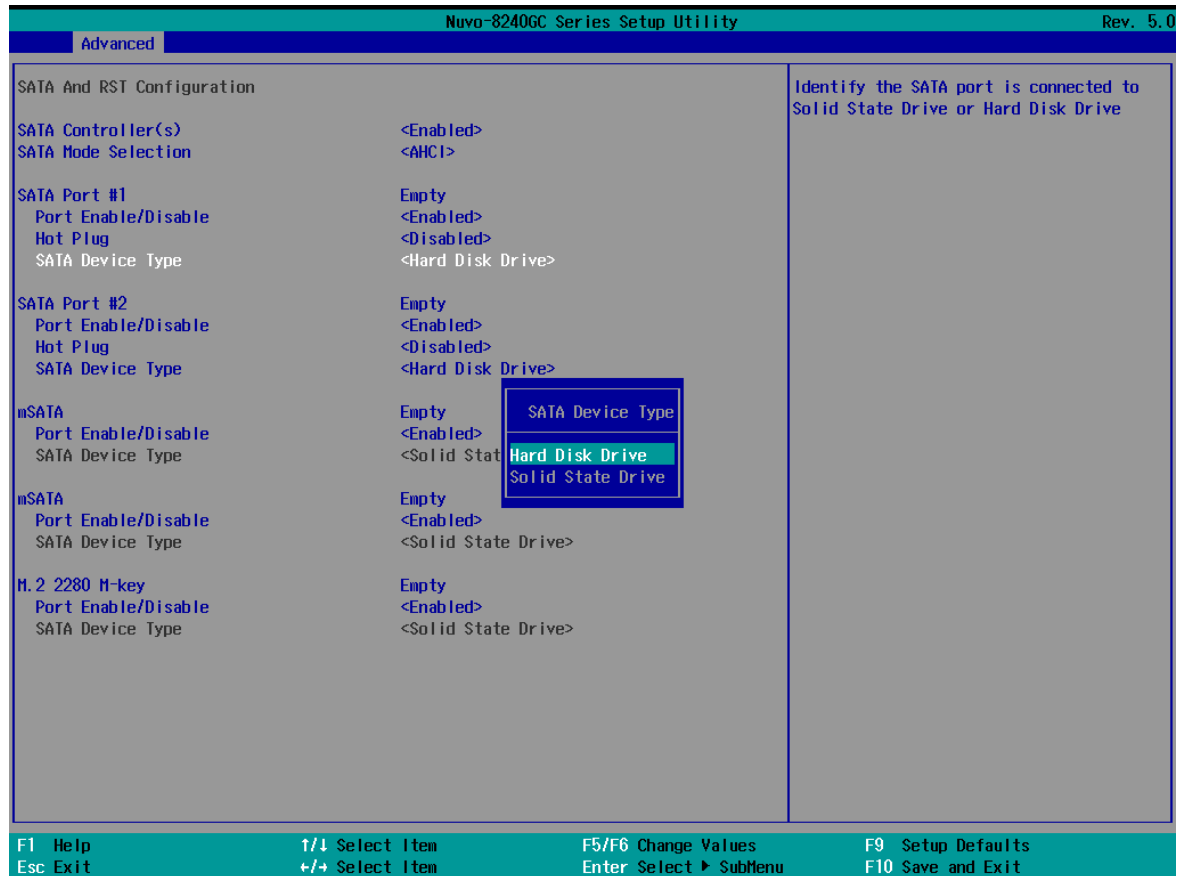 Nuvo-8240GC Series Setup Utility Rev. 5.0
Advanced
SATA And RST Configuration
SATA Controller(s) <Enabled>
SATA Mode Selection <AHCI>
SATA Port #1 Empty
Port Enable/Disable <Enabled>
Hot Plug <Disabled>
SATA Device Type <Hard Disk Drive>
SATA Port #2 Empty
Port Enable/Disable <Enabled>
Hot Plug <Disabled>
SATA Device Type <Hard Disk Drive>
mSATA Empty
Port Enable/Disable <Enabled>
SATA Device Type <Solid Stat
mSATA Empty
Port Enable/Disable <Enabled>
SATA Device Type <Solid State Drive>
M.2 2280 M-key Empty
Port Enable/Disable <Enabled>
SATA Device Type <Solid State Drive>
SATA Device Type
Hard Disk Drive
Solid State Drive
Identify the SATA port is connected to
Solid State Drive or Hard Disk Drive
F1 Help ↑/↓ Select Item F5/F6 Change Values F9 Setup Defaults
Esc Exit ←/→ Select Item Enter Select ► SubMenu F10 Save and Exit